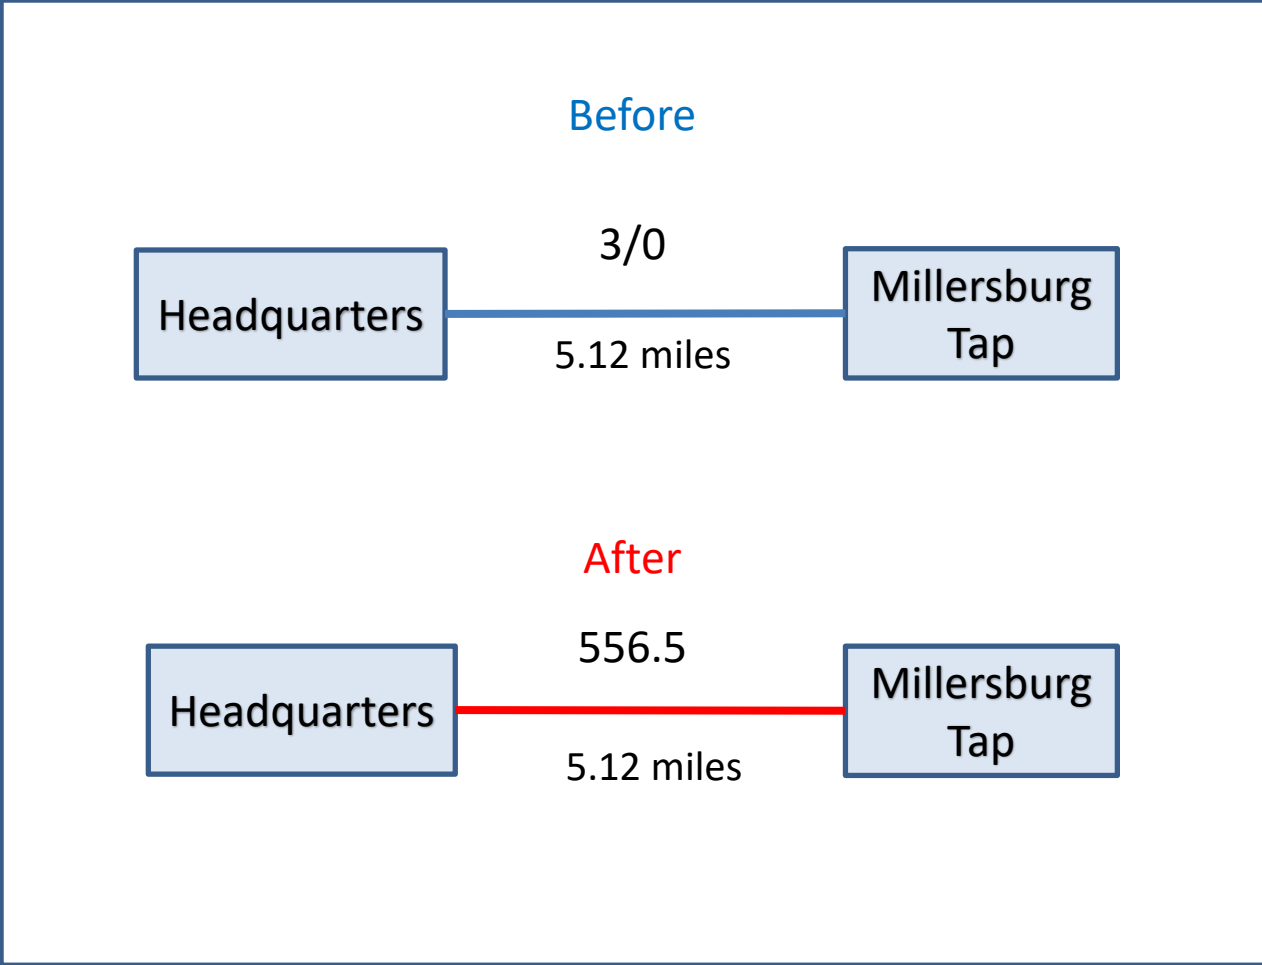 Before
3/0
Headquarters
Millersburg
Tap
5.12 miles
After
556.5
Headquarters
Millersburg
Tap
5.12 miles